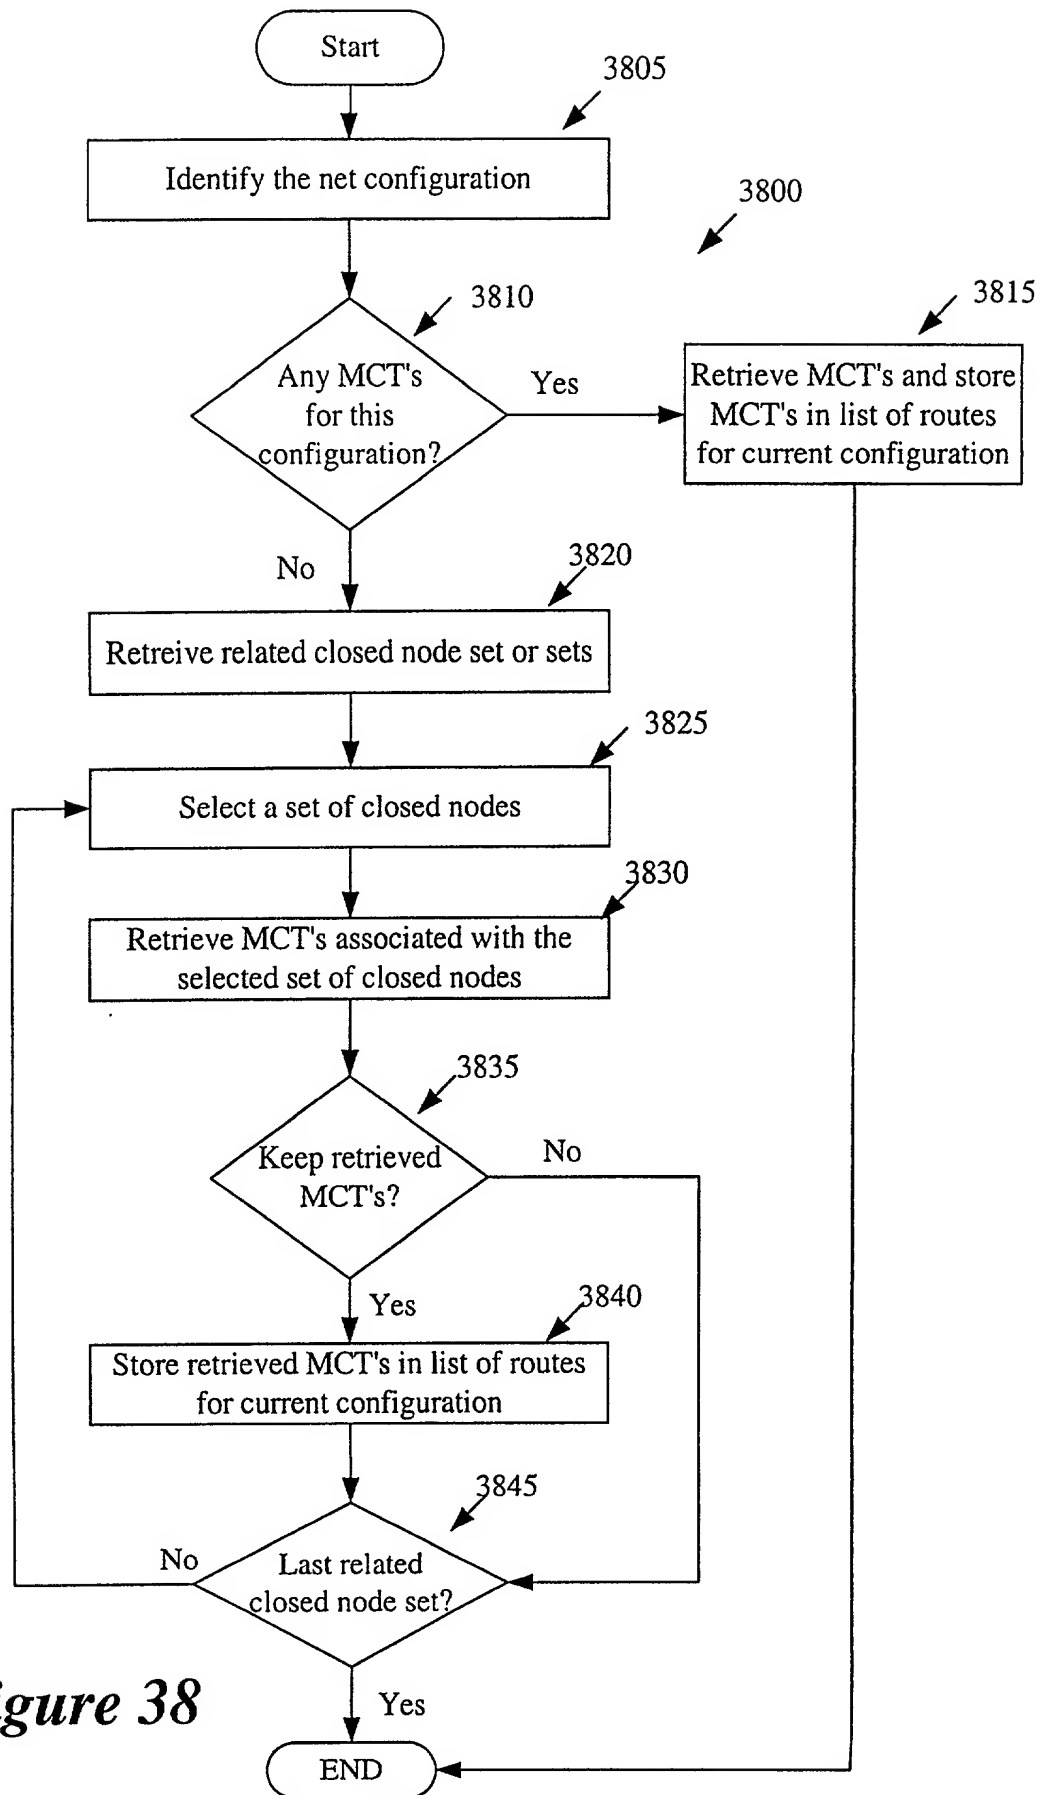 Start
3805
Identify the net configuration
3800
3810
3815
Any MCT's
for this
configuration?
Yes
Retrieve MCT's and store
MCT's in list of routes
for current configuration
No
3820
Retreive related closed node set or sets
3825
Select a set of closed nodes
3830
Retrieve MCT's associated with the
selected set of closed nodes
3835
Keep retrieved
MCT's?
No
Yes
3840
Store retrieved MCT's in list of routes
for current configuration
3845
No
Last related
closed node set?
igure 38
Yes
END